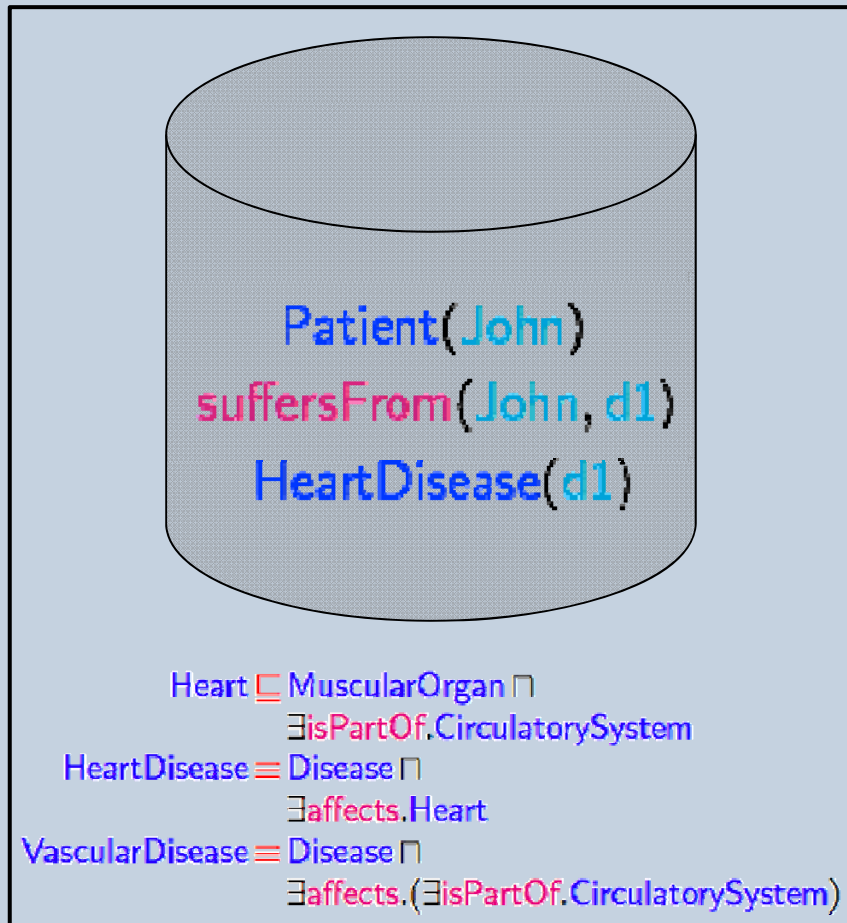 Patient(John)
suffersFrom(John, d1)
HeartDisease(d1)
Heart ⊑ MuscularOrgan ⊓
∃isPartOf.CirculatorySystem
HeartDisease ≡ Disease ⊓
∃affects.Heart
VascularDisease ≡ Disease ⊓
∃affects.(∃isPartOf.CirculatorySystem)